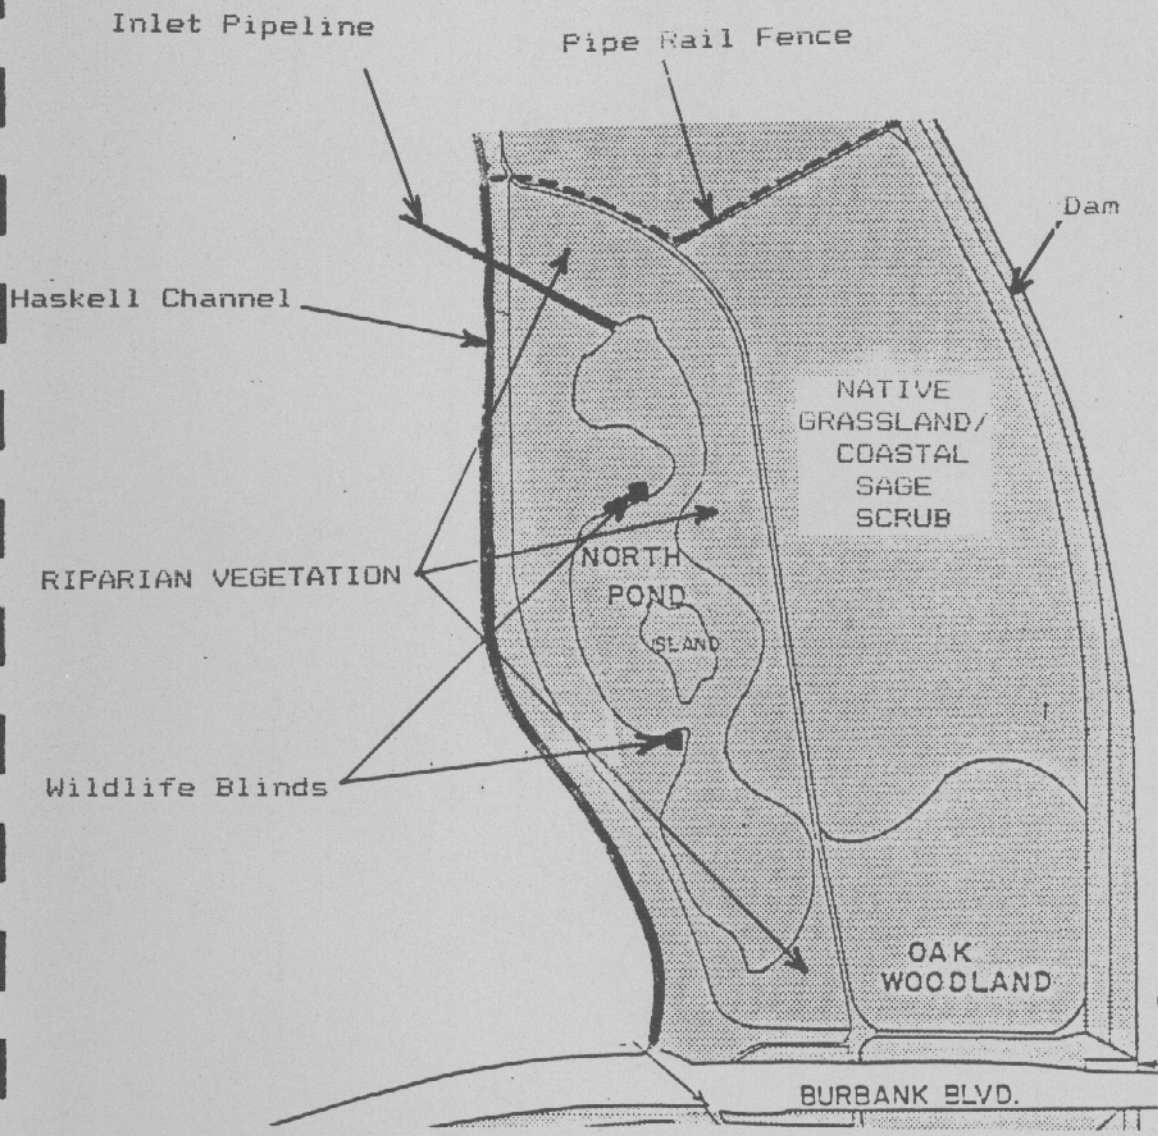 Inlet Pipeline
Pipe Rail Fence
Dam
Haskell Channel
NATIVE
GRASSLAND/
COASTAL
SAGE
SCRUB
RIPARIAN VEGETATION
NORTH
POND
ISLAND
Wildlife Blinds
OAK
WOODLAND
BURBANK BLVD.